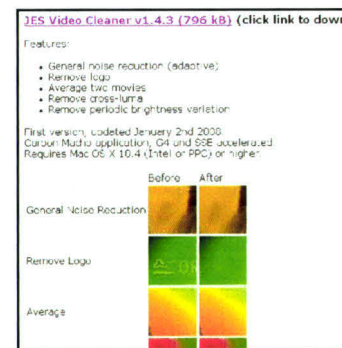 JES Video Cleaner v1.4.3 (796 kB) (click link to dow
Features:
General noise reduction (adaptive)
Remove logo
Average two movies
Remove cross-luma
Remove periodic brightness variation
First version, updated January 2nd 2008.
Carbon Macho application, G4 and SSE accelerated.
Requires Mac OS X 10.4 (Intel or PPC) or higher.
Before After
General Noise Reduction
Remove Logo
Average